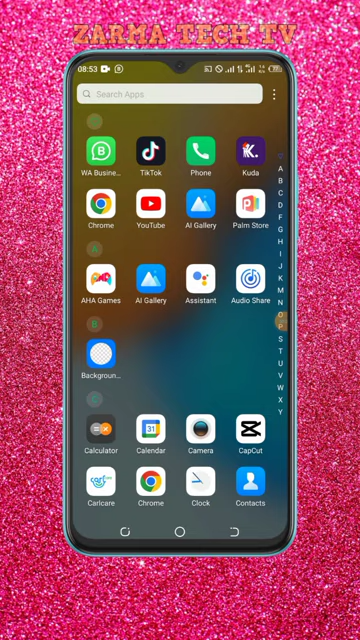 ZARMA TECH TV
08:53
Search Apps
WA Busine...
TikTok
Phone
Kuda
Chrome
YouTube
AI Gallery
Palm Store
A
AHA Games
AI Gallery
Assistant
Audio Share
B
Backgroun...
C
Calculator
Calendar
Camera
CapCut
Carlcare
Chrome
Clock
Contacts
A
B
C
D
F
G
H
I
J
K
M
N
O
P
S
T
U
V
W
X
Y